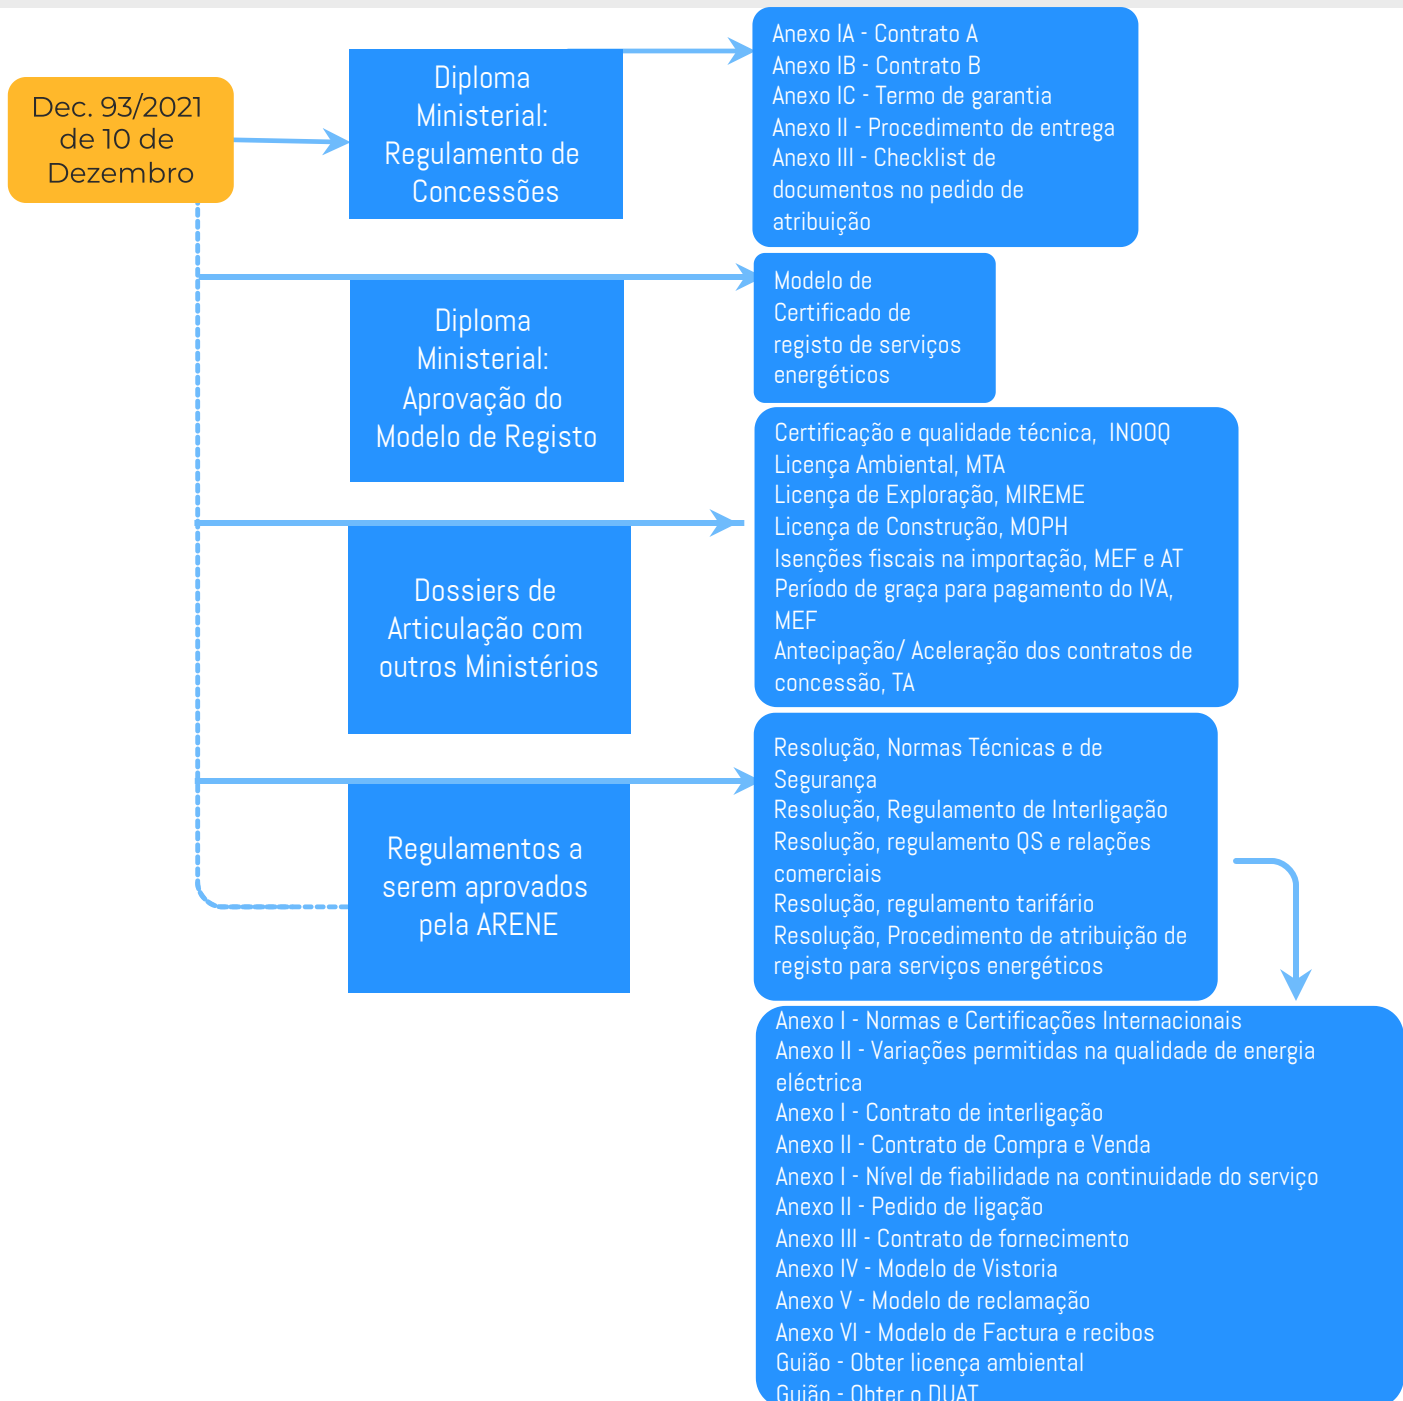 Dec. 93/2021
de 10 de
Dezembro
Diploma
Ministerial:
Regulamento de
Concessões
Anexo IA - Contrato A
Anexo IB - Contrato B
Anexo IC - Termo de garantia
Anexo II - Procedimento de entrega
Anexo III - Checklist de
documentos no pedido de
atribuição
Diploma
Ministerial:
Aprovação do
Modelo de Registo
Modelo de
Certificado de
registo de serviços
energéticos
Dossiers de
Articulação com
outros Ministérios
Certificação e qualidade técnica, INOOQ
Licença Ambiental, MTA
Licença de Exploração, MIREME
Licença de Construção, MOPH
Isenções fiscais na importação, MEF e AT
Período de graça para pagamento do IVA,
MEF
Antecipação/ Aceleração dos contratos de
concessão, TA
Regulamentos a
serem aprovados
pela ARENE
Resolução, Normas Técnicas e de
Segurança
Resolução, Regulamento de Interligação
Resolução, regulamento QS e relações
comerciais
Resolução, regulamento tarifário
Resolução, Procedimento de atribuição de
registo para serviços energéticos
Anexo I - Normas e Certificações Internacionais
Anexo II - Variações permitidas na qualidade de energia
eléctrica
Anexo I - Contrato de interligação
Anexo II - Contrato de Compra e Venda
Anexo I - Nível de fiabilidade na continuidade do serviço
Anexo II - Pedido de ligação
Anexo III - Contrato de fornecimento
Anexo IV - Modelo de Vistoria
Anexo V - Modelo de reclamação
Anexo VI - Modelo de Factura e recibos
Guião - Obter licença ambiental
Guião - Obter o DUAT